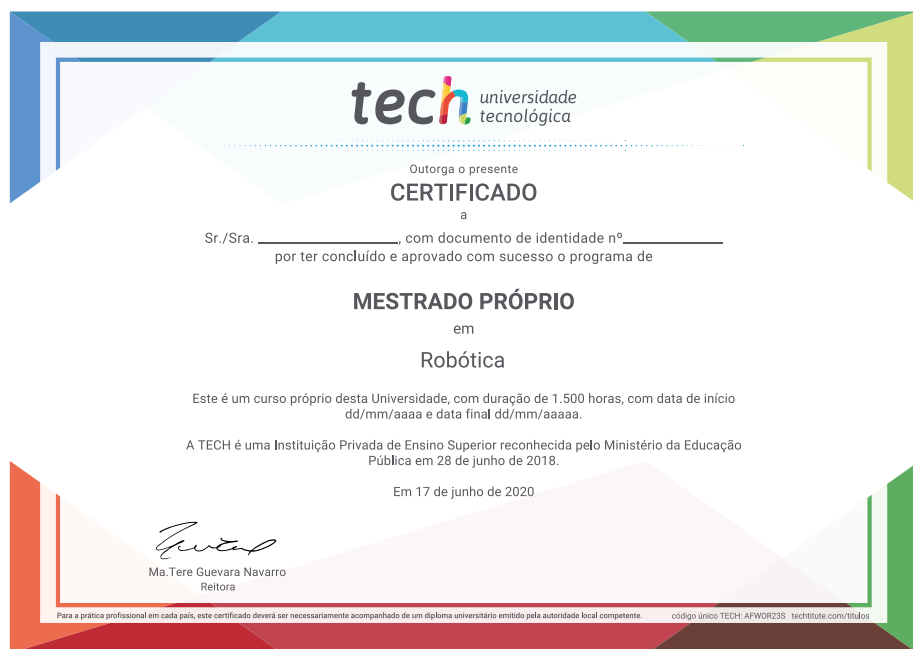 tech universidade
tecnológica
Outorga o presente
CERTIFICADO
a
Sr./Sra. ____________________, com documento de identidade nº______________
por ter concluído e aprovado com sucesso o programa de
MESTRADO PRÓPRIO
em
Robótica
Este é um curso próprio desta Universidade, com duração de 1.500 horas, com data de início
dd/mm/aaaa e data final dd/mm/aaaaa.
A TECH é uma Instituição Privada de Ensino Superior reconhecida pelo Ministério da Educação
Pública em 28 de junho de 2018.
Em 17 de junho de 2020
Ma.Tere Guevara Navarro
Reitora
Para a prática profissional em cada país, este certificado deverá ser necessariamente acompanhado de um diploma universitário emitido pela autoridade local competente. código único TECH: AFWOR23S techtitute.com/titulos